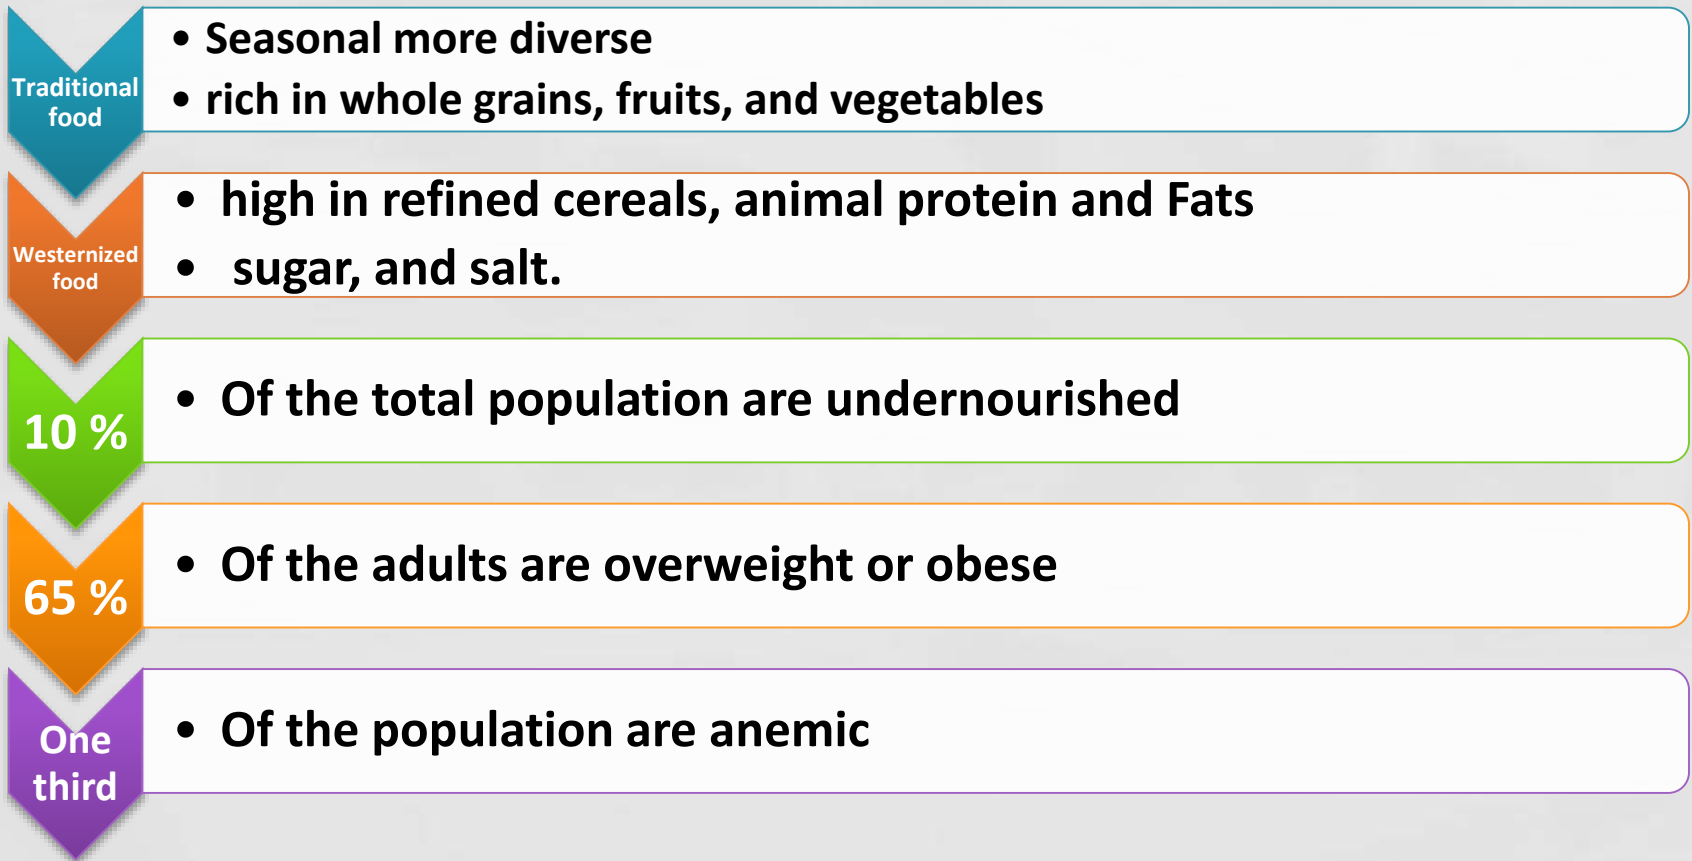 Traditional
food
• Seasonal more diverse
• rich in whole grains, fruits, and vegetables
Westernized
food
• high in refined cereals, animal protein and Fats
• sugar, and salt.
10 %
• Of the total population are undernourished
65 %
• Of the adults are overweight or obese
One
third
• Of the population are anemic